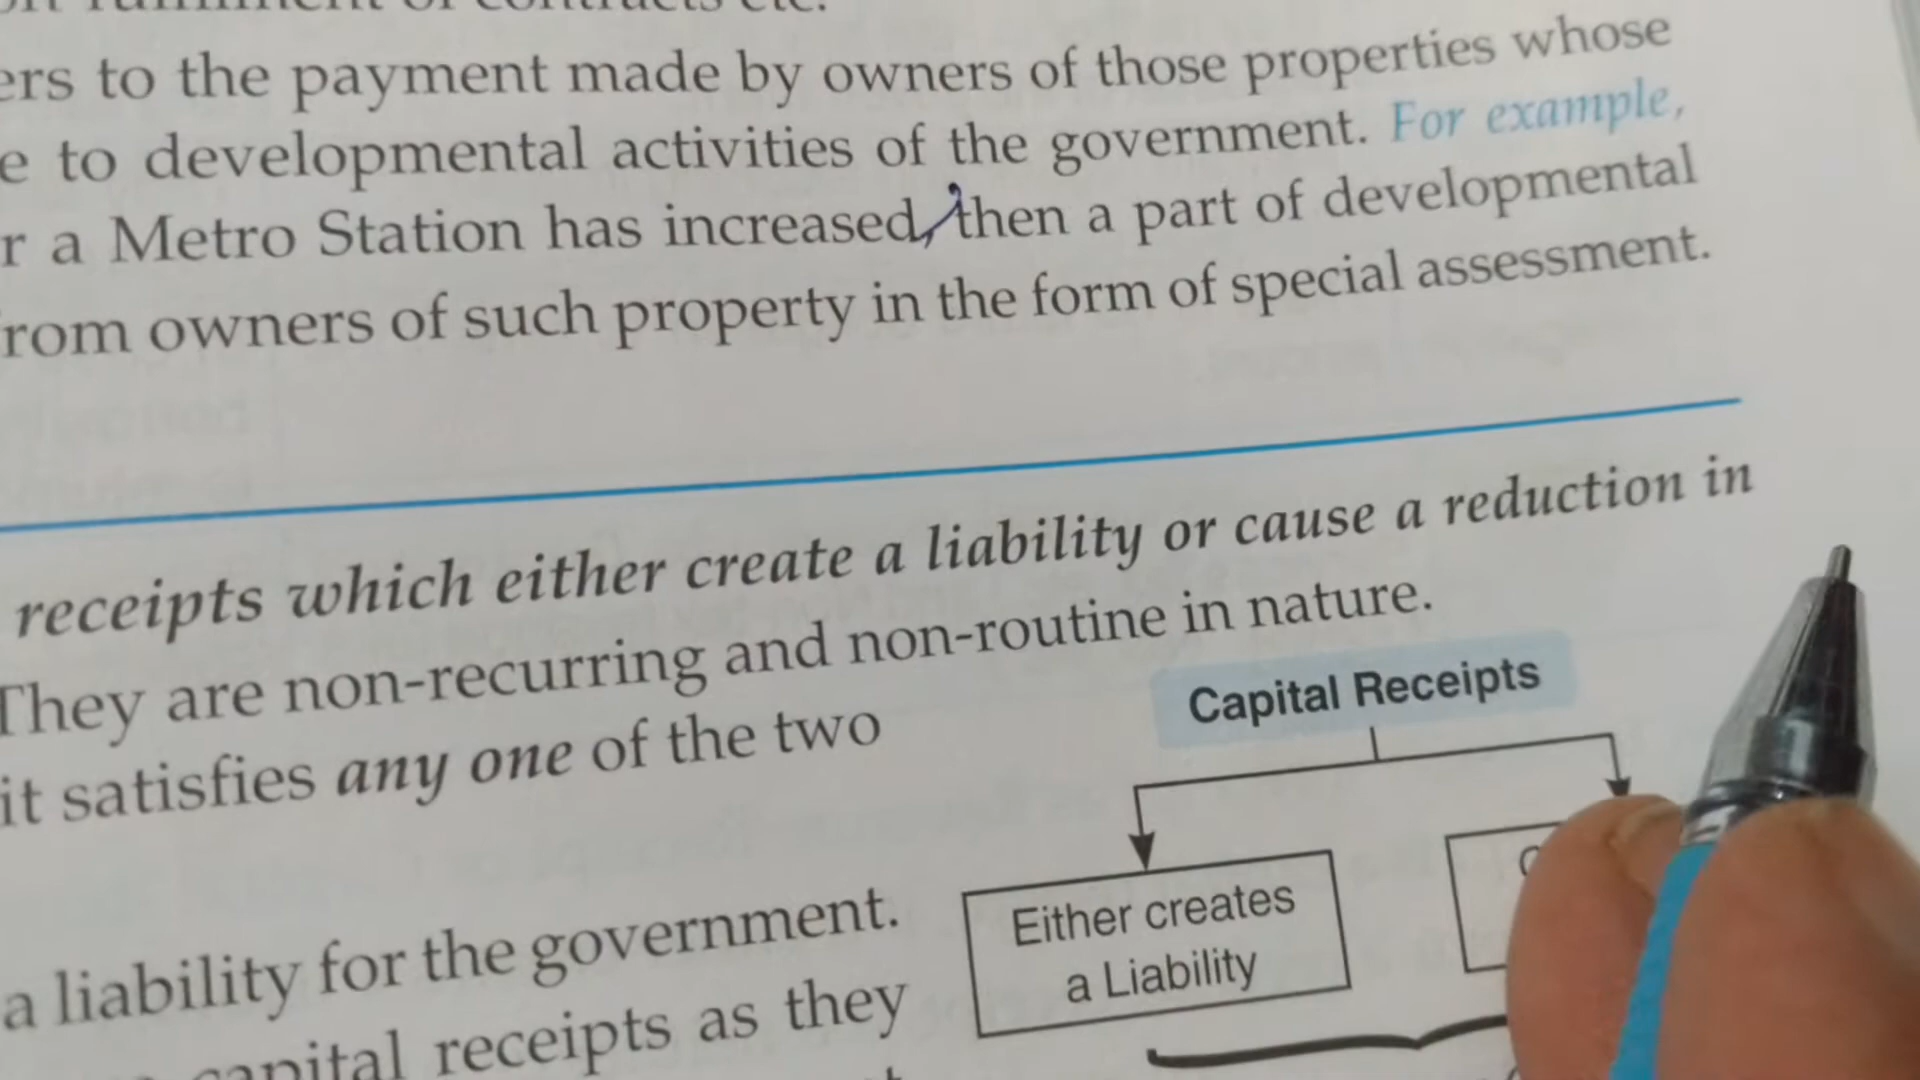 to the payment made by owners of those properties whose
to developmental activities of the government. For example,
a Metro Station has increased, then a part of developmental
owners of such property in the form of special assessment.
receipts which either create a liability or cause a reduction in
They are non-recurring and non-routine in nature.
it satisfies any one of the two
Capital Receipts
Either creates
a Liability
a liability for the government.
capital receipts as they